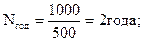 N_год = 1000/500 = 2года;